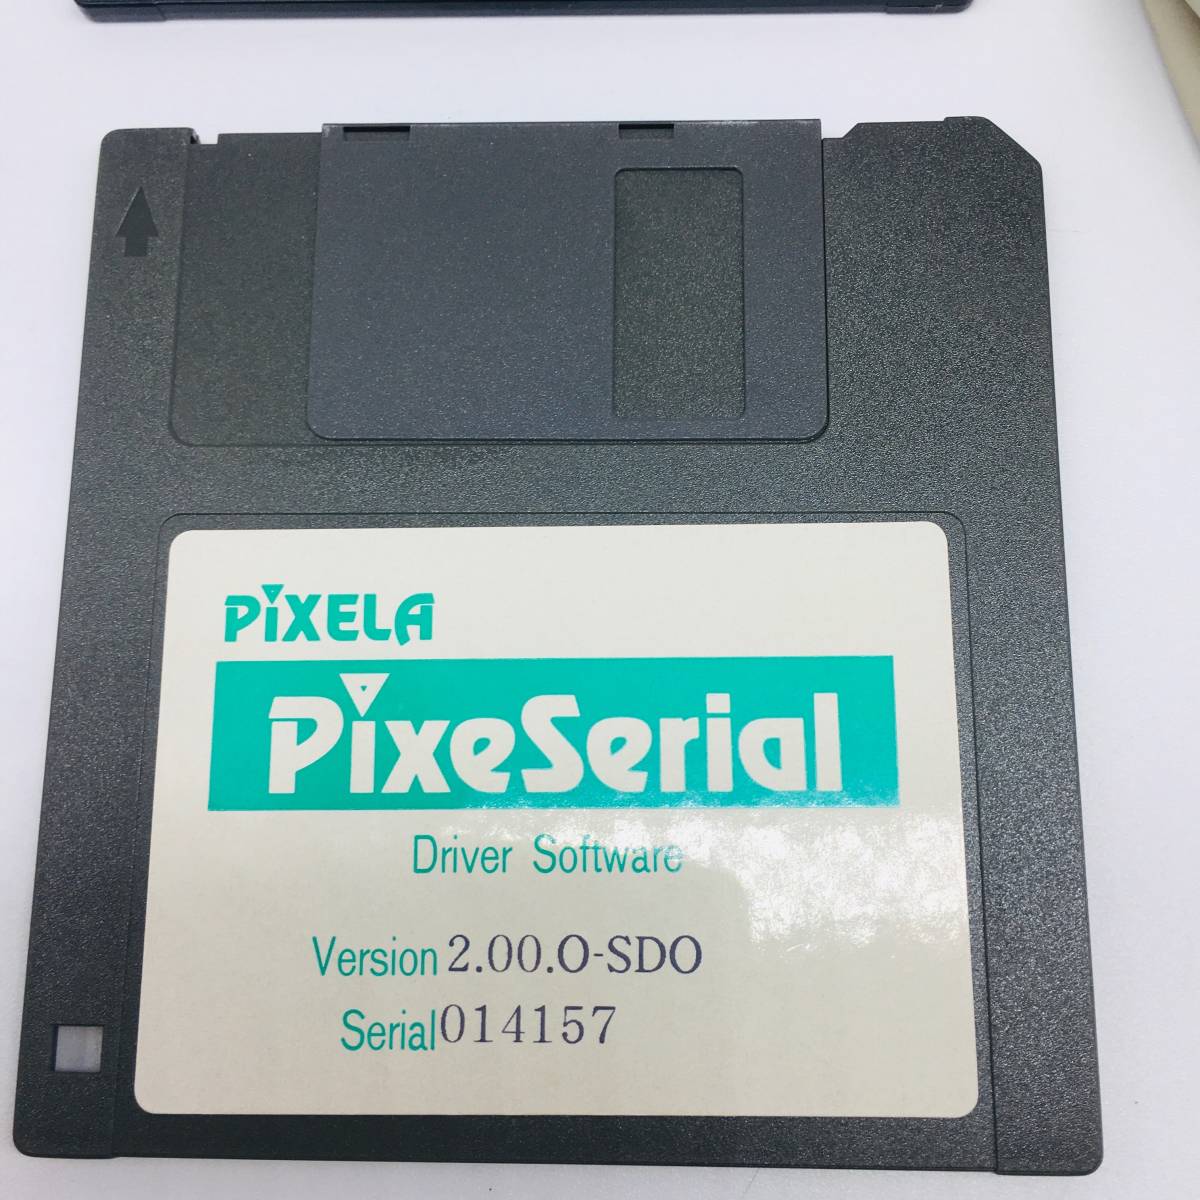 PiXELA
PixeSerial
Driver Software
Version 2.00.O-SDO
Serial 014157